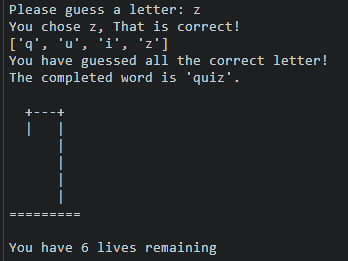 Please guess a letter: z
You chose z, That is correct!
['q', 'u', 'i', 'z']
You have guessed all the correct letter!
The completed word is 'quiz'.
  +---+
  |   |
      |
      |
      |
      |
=========
You have 6 lives remaining